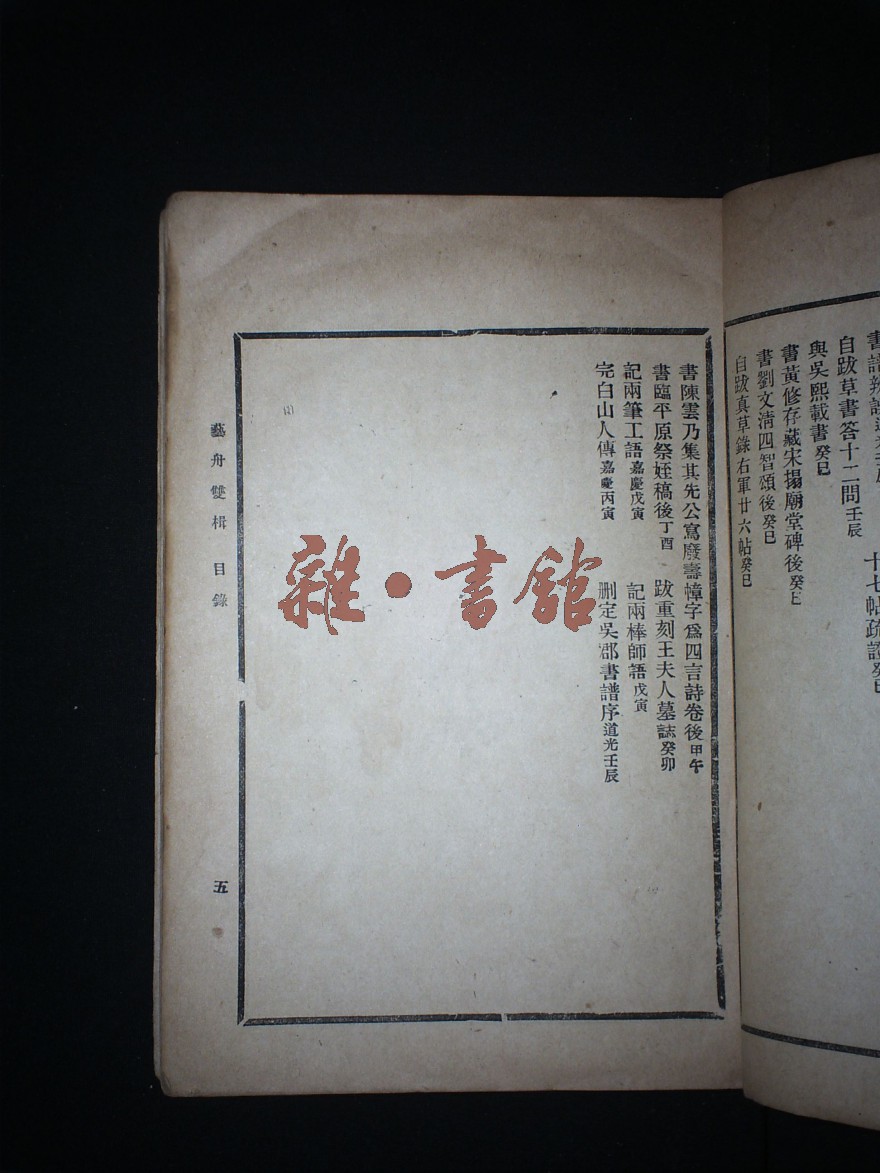 自跋草書答十二問壬辰
十七帖疏證癸巳
與吳熙載書癸巳
書黃修存藏宋搨廟堂碑後癸巳
書劉文清四智頌後癸巳
自跋真草錄右軍廿六帖癸巳
書陳雲乃集其先公寫廢壽幛字爲四言詩卷後甲午
書臨平原祭姪稿後丁酉 跋重刻王夫人墓誌癸卯
記兩筆工語嘉慶戊寅 記兩棒師語戊寅
完白山人傳嘉慶丙寅 删定吳郡書譜序道光壬辰
藝舟雙楫 目錄
五
雜·書館